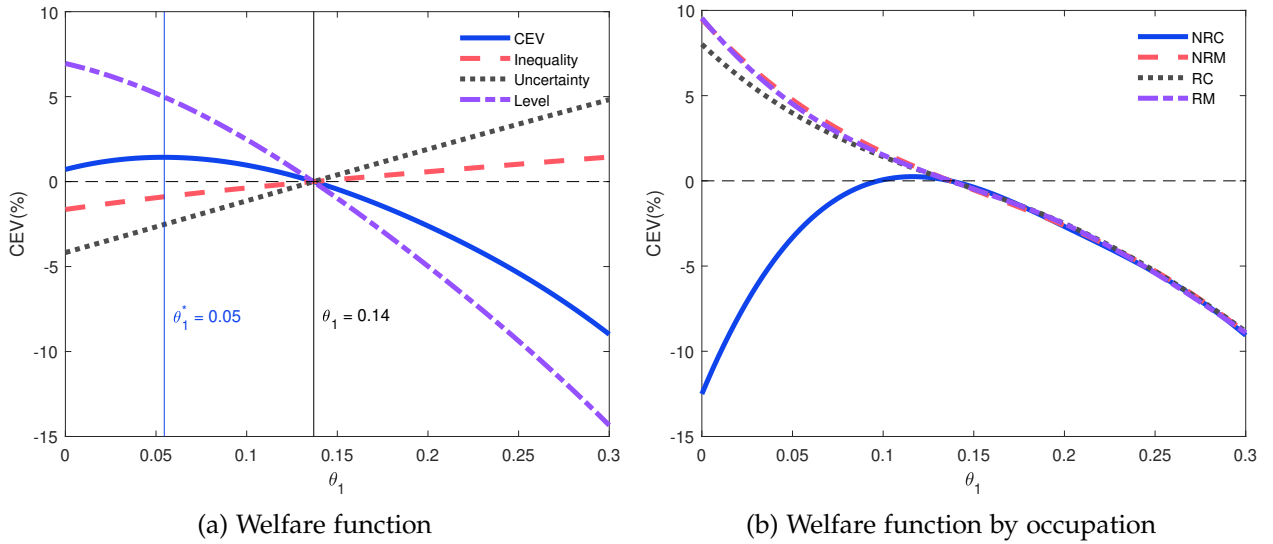 10
5
0
-5
-10
-15
CEV(%)
CEV
Inequality
Uncertainty
Level
θ₁* = 0.05
θ₁ = 0.14
0
0.05
0.1
0.15
0.2
0.25
0.3
θ₁
(a) Welfare function
10
5
0
-5
-10
-15
CEV(%)
NRC
NRM
RC
RM
0
0.05
0.1
0.15
0.2
0.25
0.3
θ₁
(b) Welfare function by occupation